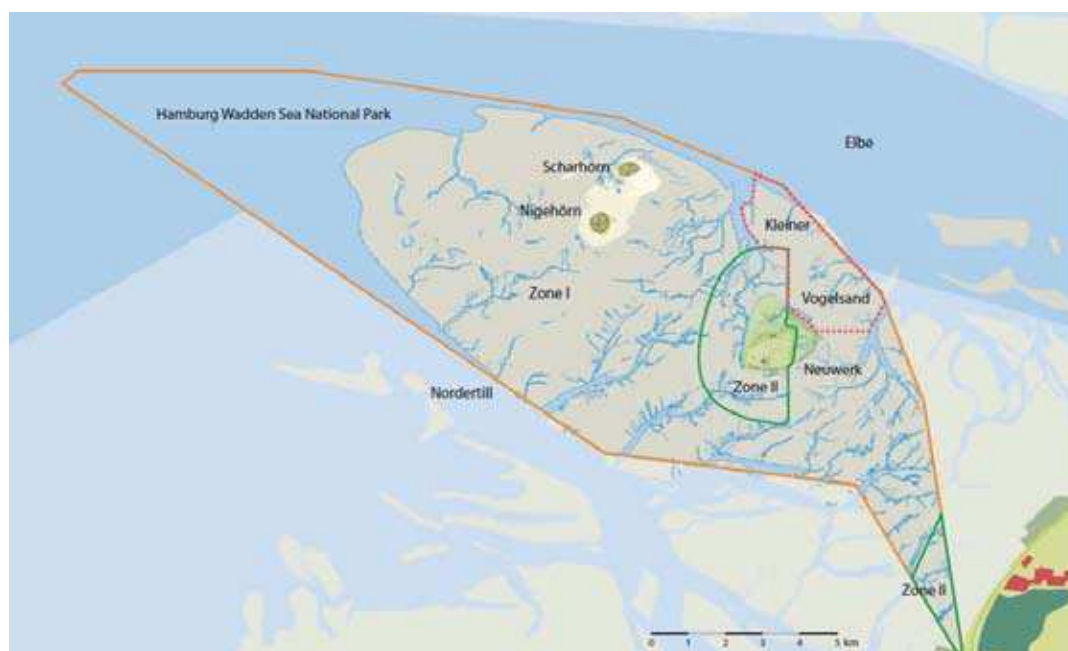 Hamburg Wadden Sea National Park
Elbe
Scharhörn
Nigehörn
Kleiner
Zone I
Vogelsand
Neuwerk
Zone II
Nordertill
Zone II
0 1 2 3 4 5 km